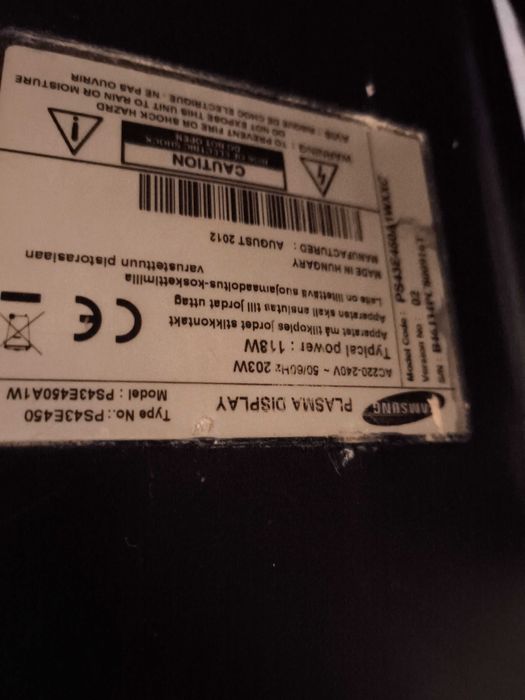 SAMSUNG
PLASMA DISPLAY
Type No.: PS43E450
Model : PS43E450A1W
AC220-240V ~ 50/60Hz 203W
Typical power : 118W
Apparatet må tilkoples jordet stikkontakt
Apparaten skall anslutas till jordat uttag
Laite on liitettävä suojamaadoitus-koskettimilla
varustettuun pistorasiaan
CE
MADE IN HUNGARY
MANUFACTURED : AUGUST 2012
CAUTION
RISK OF ELECTRIC SHOCK
DO NOT OPEN
WARNING : TO PREVENT FIRE OR SHOCK HAZRD
DO NOT EXPOSE THIS UNIT TO RAIN OR MOISTURE
AVIS : RISQUE DE CHOC ELECTRIQUE - NE PAS OUVRIR
Model Code :
Version No : 02
S/N :